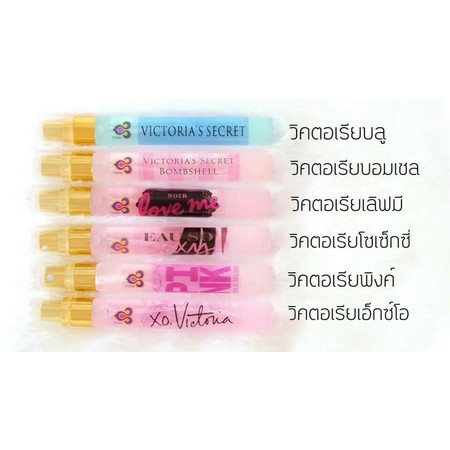 VICTORIA'S SECRET
วิคตอเรียบลู
VICTORIA'S SECRET
BOMBSHELL
วิคตอเรียบอมเชล
NOIR
love me
วิคตอเรียเลิฟมี
EAU SO
วิคตอเรียโซเซ็กซี่
PINK
วิคตอเรียพิงค์
XO, Victoria
วิคตอเรียเอ็กซ์โอ